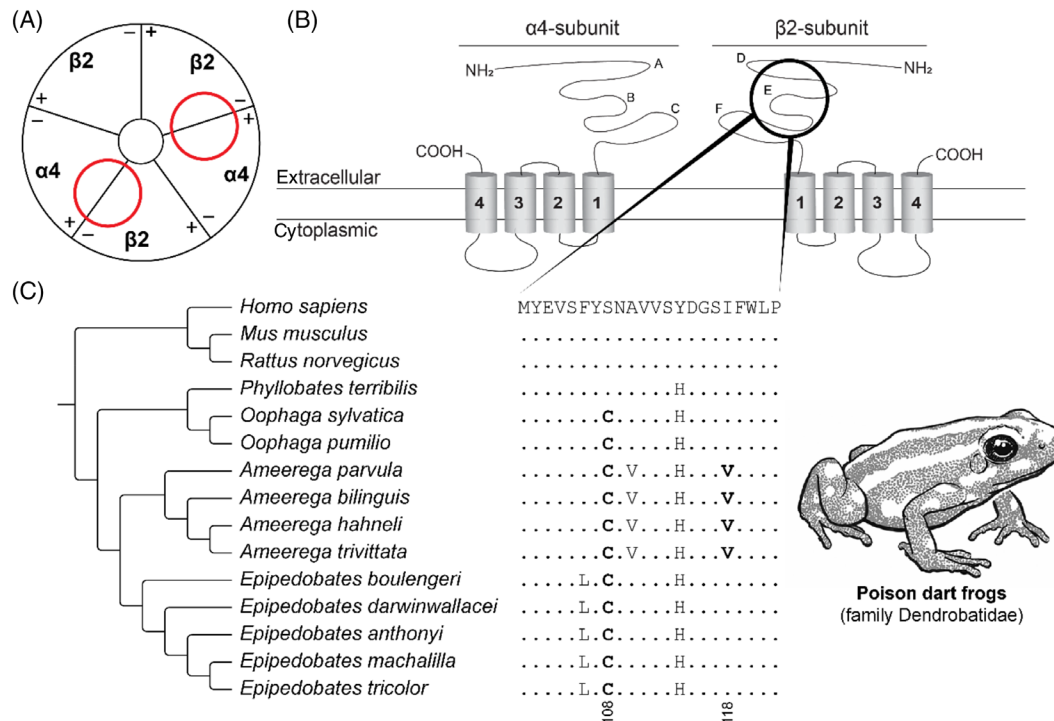 (A)
β2
β2
α4
α4
β2
− +
− +
+ −
+ −
− +
(B)
α4-subunit
β2-subunit
NH₂
A
B
C
COOH
D
E
F
NH₂
COOH
Extracellular
Cytoplasmic
4 3 2 1
1 2 3 4
(C)
Homo sapiens MYEVSFYSNAVVSYDGSIFWLP
Mus musculus ......................
Rattus norvegicus ......................
Phyllobates terribilis .............H........
Oophaga sylvatica .......C.....H........
Oophaga pumilio .......C.....H........
Ameerega parvula .......C.V...H...V....
Ameerega bilinguis .......C.V...H...V....
Ameerega hahneli .......C.V...H...V....
Ameerega trivittata .......C.V...H...V....
Epipedobates boulengeri .....L.C.....H........
Epipedobates darwinwallacei .....L.C.....H........
Epipedobates anthonyi .....L.C.....H........
Epipedobates machalilla .....L.C.....H........
Epipedobates tricolor .....L.C.....H........
108 118
Poison dart frogs
(family Dendrobatidae)